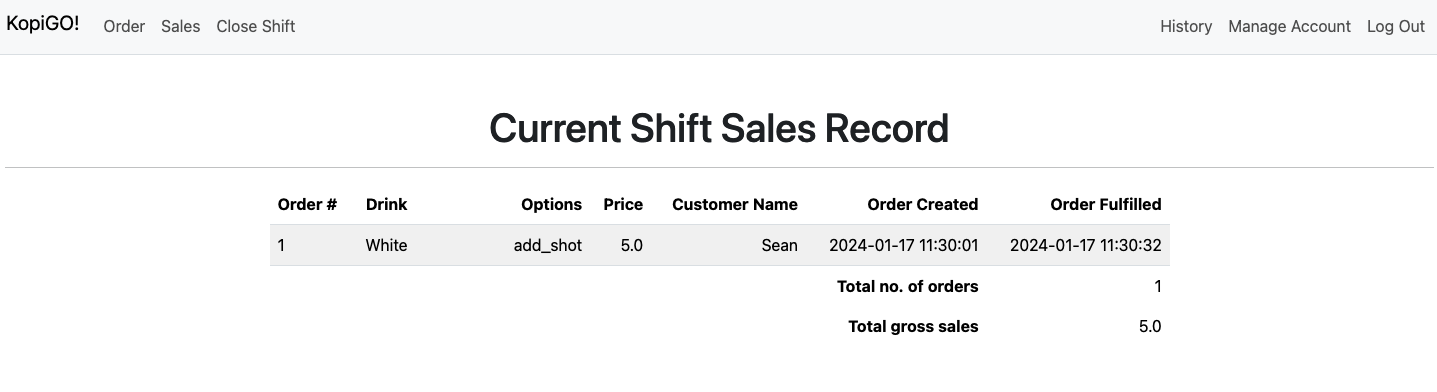 KopiGO! Order Sales Close Shift History Manage Account Log Out
Current Shift Sales Record
Order # Drink Options Price Customer Name Order Created Order Fulfilled
1 White add_shot 5.0 Sean 2024-01-17 11:30:01 2024-01-17 11:30:32
Total no. of orders 1
Total gross sales 5.0